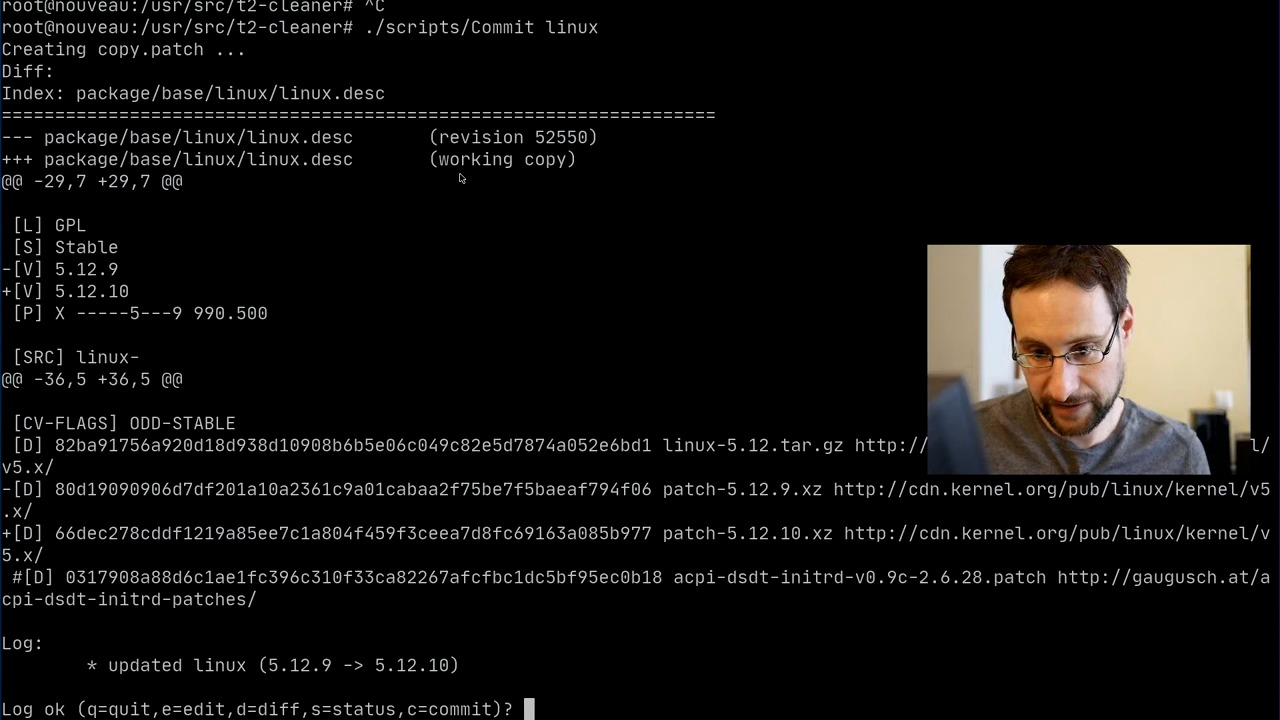 root@nouveau:/usr/src/t2-cleaner# ^C
root@nouveau:/usr/src/t2-cleaner# ./scripts/Commit linux
Creating copy.patch ...
Diff:
Index: package/base/linux/linux.desc
===================================================================
--- package/base/linux/linux.desc       (revision 52550)
+++ package/base/linux/linux.desc       (working copy)
@@ -29,7 +29,7 @@
 [L] GPL
 [S] Stable
-[V] 5.12.9
+[V] 5.12.10
 [P] X -----5---9 990.500
 [SRC] linux-
@@ -36,5 +36,5 @@
 [CV-FLAGS] ODD-STABLE
 [D] 82ba91756a920d18d938d10908b6b5e06c049c82e5d7874a052e6bd1 linux-5.12.tar.gz http:// l/
v5.x/
-[D] 80d19090906d7df201a10a2361c9a01cabaa2f75be7f5baeaf794f06 patch-5.12.9.xz http://cdn.kernel.org/pub/linux/kernel/v5
.x/
+[D] 66dec278cddf1219a85ee7c1a804f459f3ceea7d8fc69163a085b977 patch-5.12.10.xz http://cdn.kernel.org/pub/linux/kernel/v
5.x/
 #[D] 0317908a88d6c1ae1fc396c310f33ca82267afcfbc1dc5bf95ec0b18 acpi-dsdt-initrd-v0.9c-2.6.28.patch http://gaugusch.at/a
cpi-dsdt-initrd-patches/
Log:
        * updated linux (5.12.9 -> 5.12.10)
Log ok (q=quit,e=edit,d=diff,s=status,c=commit)?